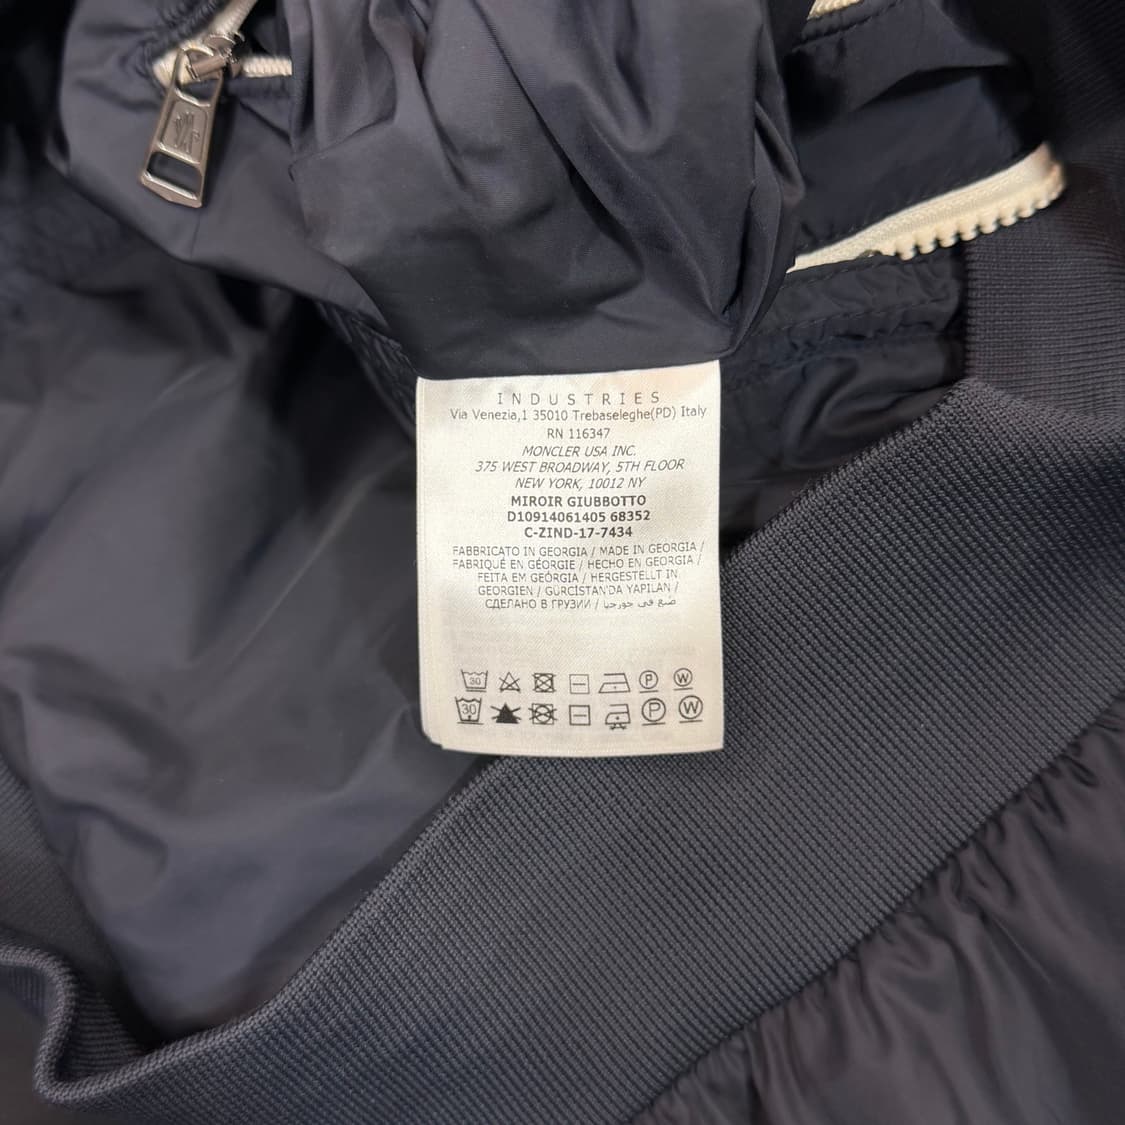 INDUSTRIES
Via Venezia,1 35010 Trebaseleghe(PD) Italy
RN 116347
MONCLER USA INC.
375 WEST BROADWAY, 5TH FLOOR
NEW YORK, 10012 NY
MIROIR GIUBBOTTO
D10914061405 68352
C-ZIND-17-7434
FABBRICATO IN GEORGIA / MADE IN GEORGIA /
FABRIQUÉ EN GÉORGIE / HECHO EN GEORGIA /
FEITA EM GEÓRGIA / HERGESTELLT IN
GEORGIEN / GÜRCISTAN'DA YAPILAN /
СДЕЛАНО В ГРУЗИИ / صنع في جورجيا
30 P W
30 P W